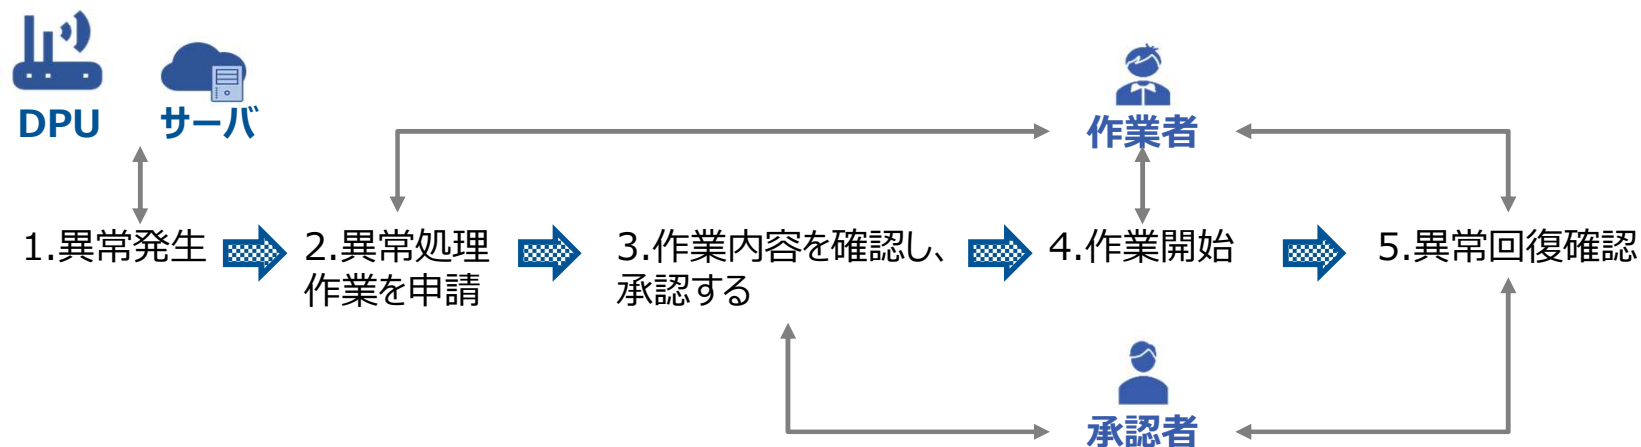 DPU
サーバ
作業者
1.異常発生
2.異常処理
作業を申請
3.作業内容を確認し、
承認する
4.作業開始
5.異常回復確認
承認者